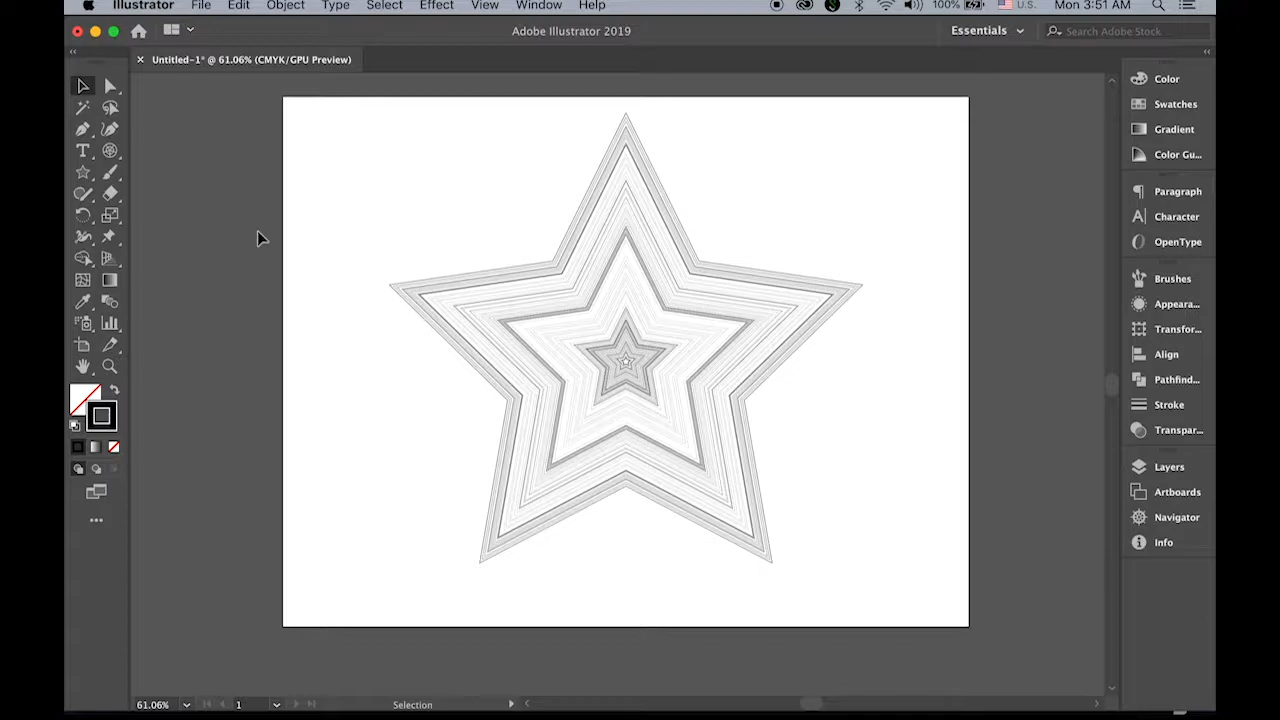 Illustrator File Edit Object Type Select Effect View Window Help 100% U.S. Mon 3:51 AM
Adobe Illustrator 2019 Essentials Search Adobe Stock
× Untitled-1* @ 61.06% (CMYK/GPU Preview)
Color
Swatches
Gradient
Color Gu...
Paragraph
Character
OpenType
Brushes
Appeara...
Transfor...
Align
Pathfind...
Stroke
Transpar...
Layers
Artboards
Navigator
Info
61.06% 1 Selection